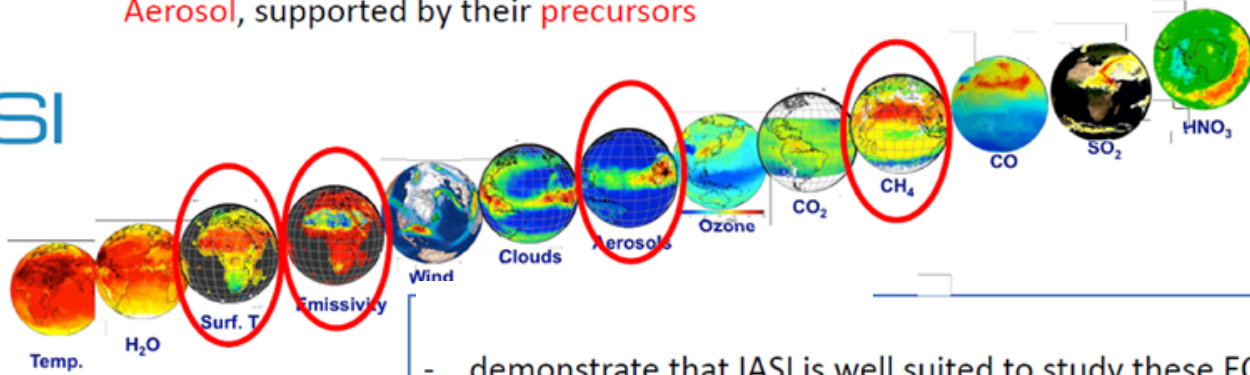 Aerosol, supported by their precursors
SI
HNO3
SO2
CO
CH4
CO2
Ozone
Aerosols
Clouds
Wind
Emissivity
Surf. T
H2O
Temp.
- demonstrate that IASI is well suited to study these